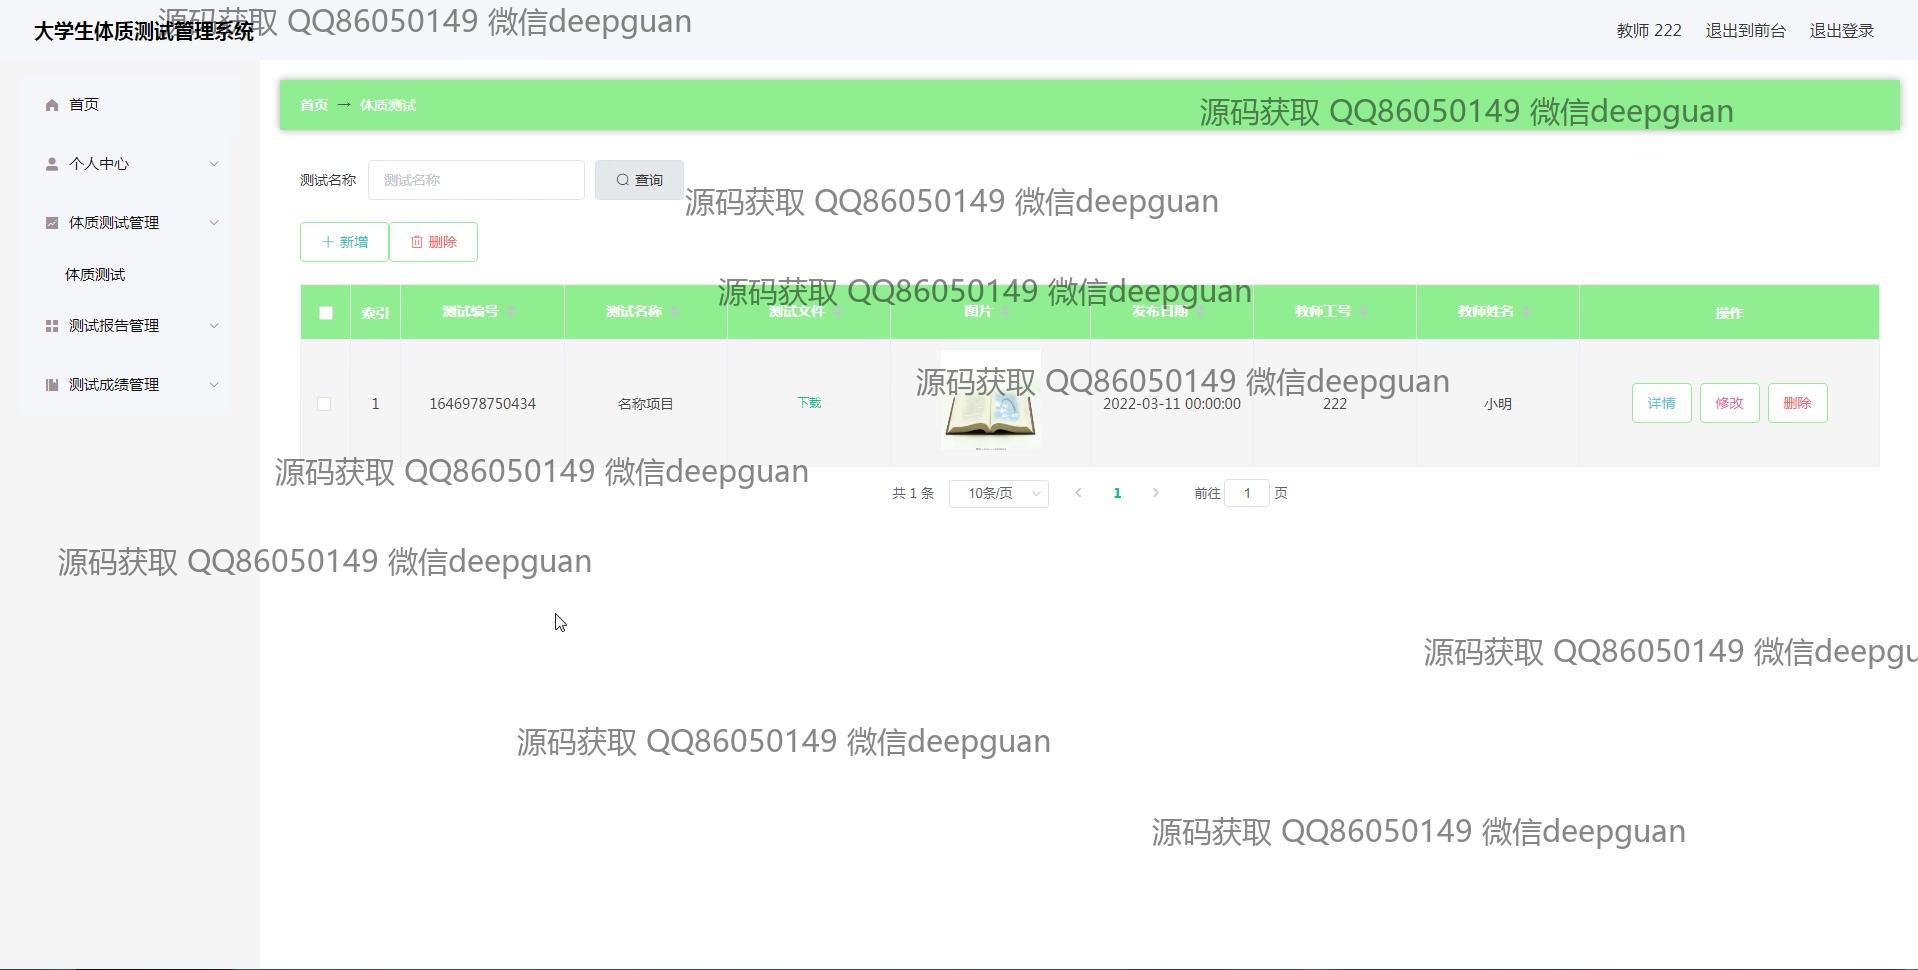 大学生体质测试管理系统
源码获取 QQ86050149 微信deepguan
教师 222 退出到前台 退出登录
首页
个人中心
体质测试管理
体质测试
测试报告管理
测试成绩管理
首页 → 体质测试
源码获取 QQ86050149 微信deepguan
测试名称 测试名称 查询
源码获取 QQ86050149 微信deepguan
新增 删除
源码获取 QQ86050149 微信deepguan
索引 测试编号 测试名称 测试文件 图片 发布日期 教师工号 教师姓名 操作
源码获取 QQ86050149 微信deepguan
1 1646978750434 名称项目 下载 2022-03-11 00:00:00 222 小明 详情 修改 删除
源码获取 QQ86050149 微信deepguan
共 1 条 10条/页 1 前往 1 页
源码获取 QQ86050149 微信deepguan
源码获取 QQ86050149 微信deepgu
源码获取 QQ86050149 微信deepguan
源码获取 QQ86050149 微信deepguan